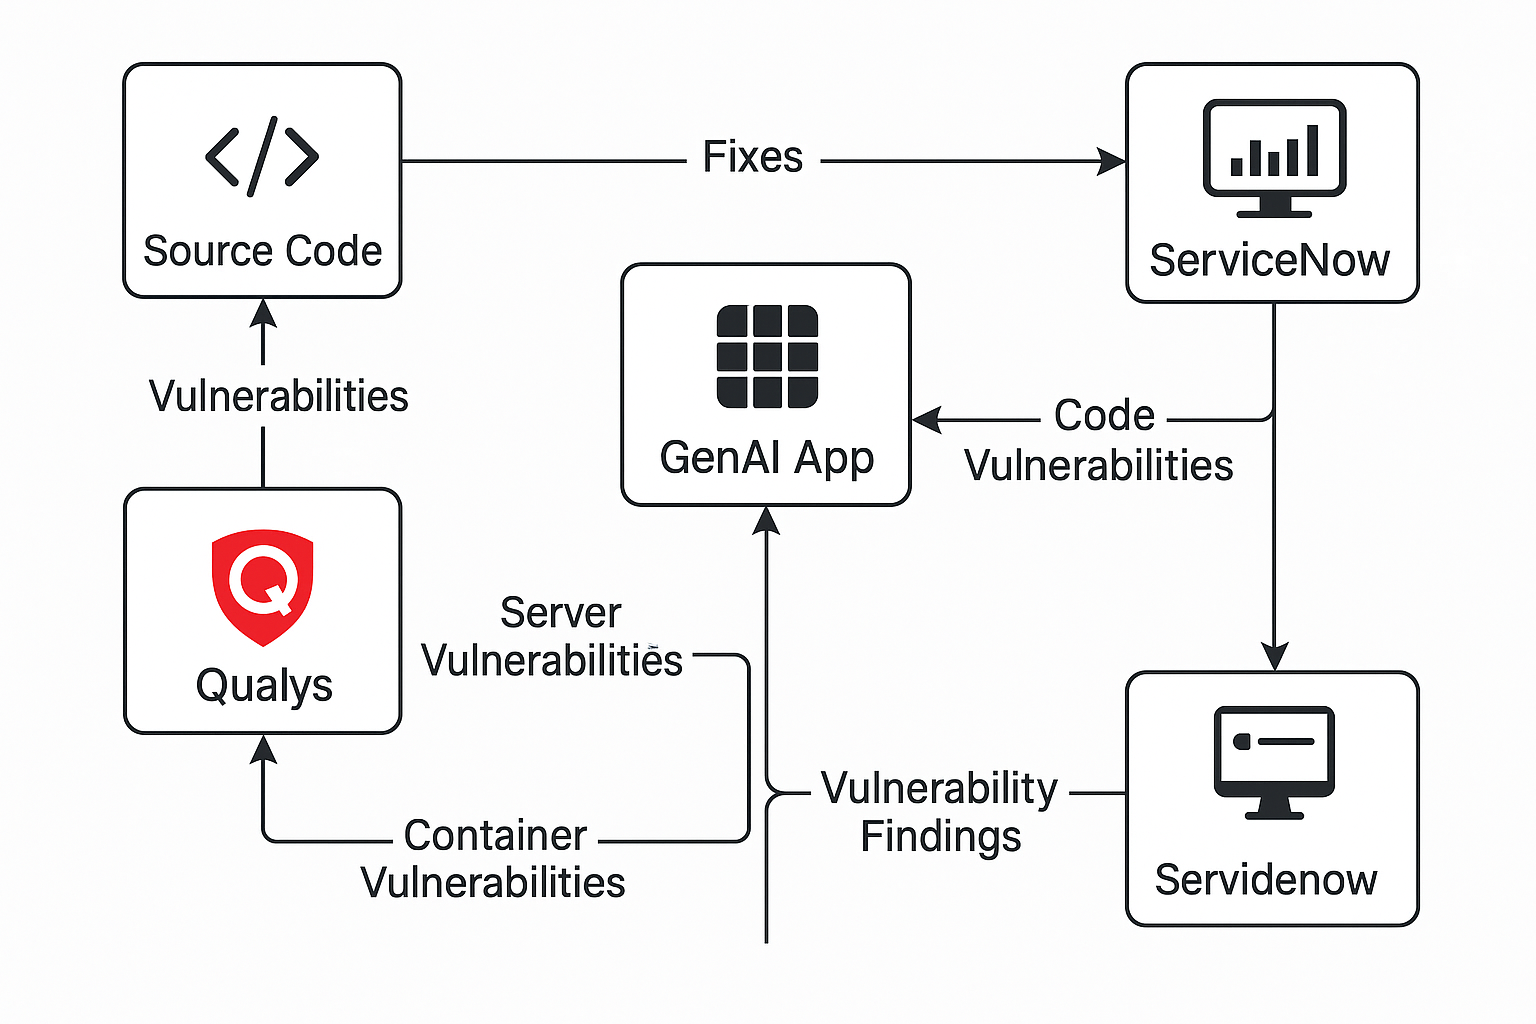 Fixes
Source Code
ServiceNow
Vulnerabilities
GenAI App
Code
Vulnerabilities
Qualys
Server
Vulnerabilities
Container
Vulnerabilities
Vulnerability
Findings
Servidenow